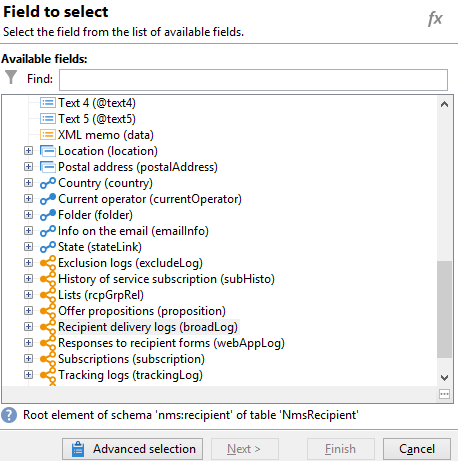 Field to select
Select the field from the list of available fields.
fx
Available fields:
Find:
Text 4 (@text4)
Text 5 (@text5)
XML memo (data)
Location (location)
Postal address (postalAddress)
Country (country)
Current operator (currentOperator)
Folder (folder)
Info on the email (emailInfo)
State (stateLink)
Exclusion logs (excludeLog)
History of service subscription (subHisto)
Lists (rcpGrpRel)
Offer propositions (proposition)
Recipient delivery logs (broadLog)
Responses to recipient forms (webAppLog)
Subscriptions (subscription)
Tracking logs (trackingLog)
Root element of schema 'nms:recipient' of table 'NmsRecipient'
Advanced selection
Next >
Finish
Cancel